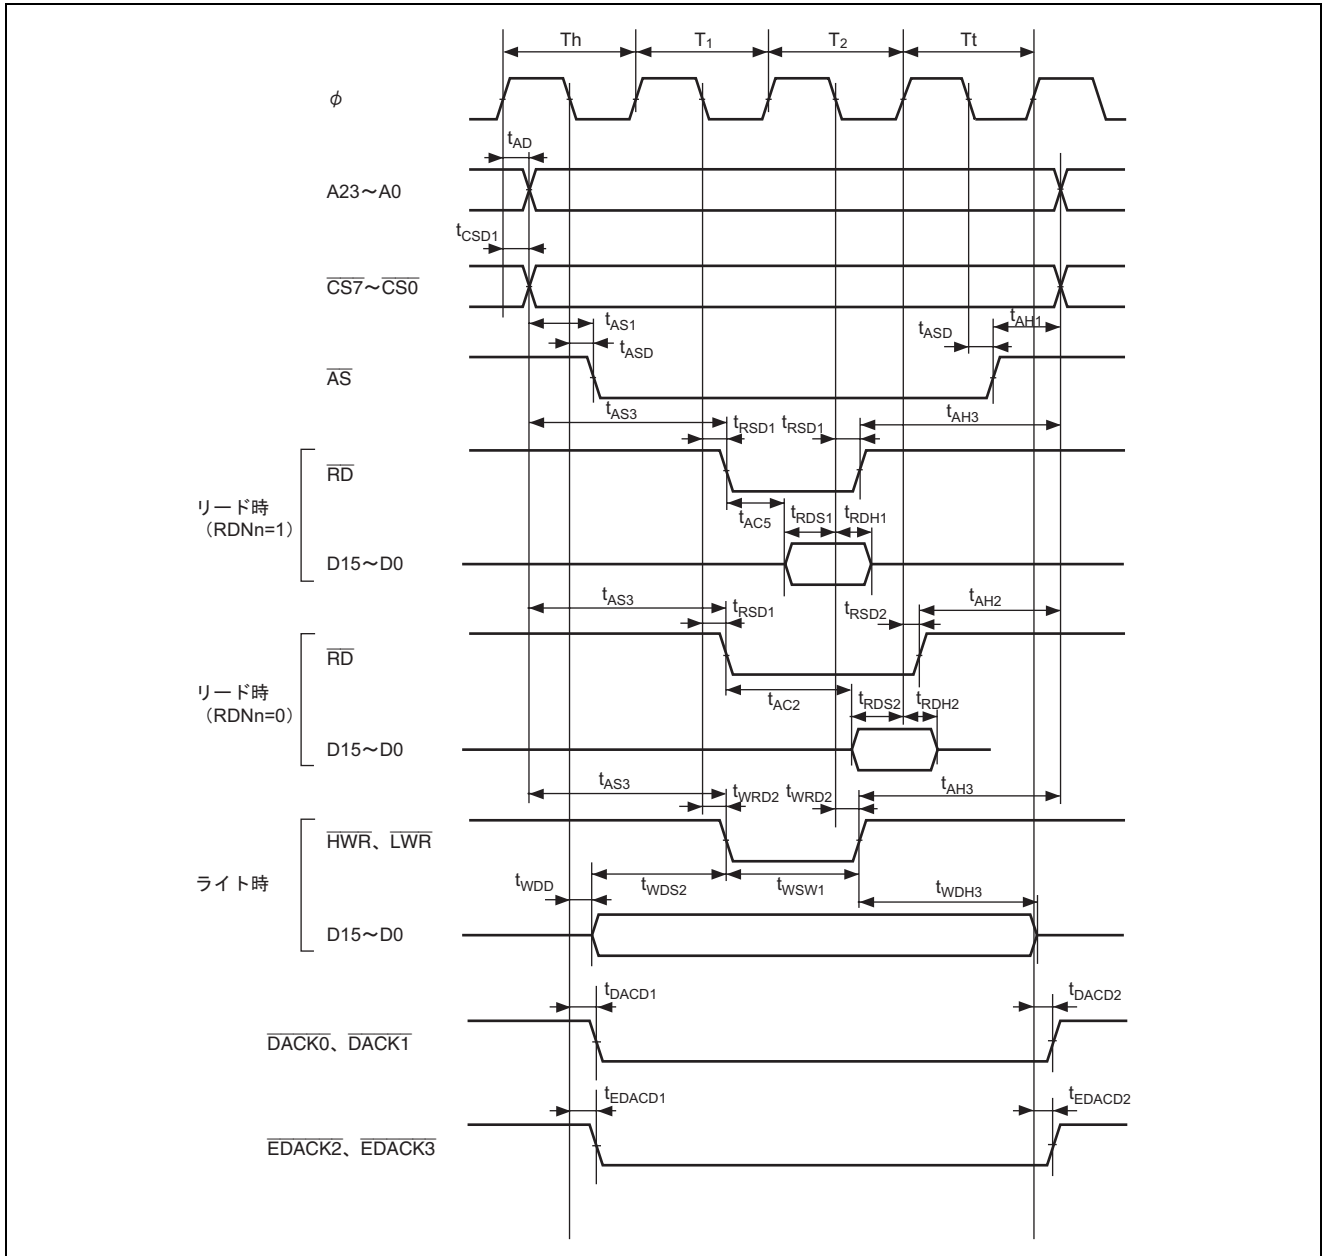 Th T1 T2 Tt
φ
tAD
A23～A0
tCSD1
CS7～CS0
tAS1 tASD tAH1
tASD
AS
tAS3 tRSD1 tRSD1 tAH3
RD
リード時
（RDNn=1）
tAC5 tRDS1 tRDH1
D15～D0
tAS3 tRSD1 tRSD2 tAH2
RD
リード時
（RDNn=0）
tAC2 tRDS2 tRDH2
D15～D0
tAS3 tWRD2 tWRD2 tAH3
HWR、LWR
ライト時
tWDD tWDS2 tWSW1 tWDH3
D15～D0
tDACD1 tDACD2
DACK0、DACK1
tEDACD1 tEDACD2
EDACK2、EDACK3